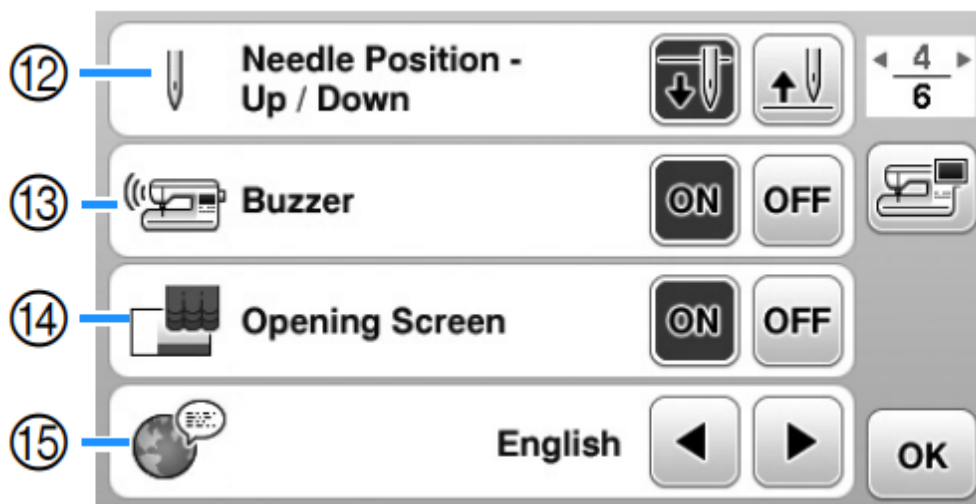 ⑫ Needle Position -
Up / Down
4
6
⑬ Buzzer ON OFF
⑭ Opening Screen ON OFF
⑮ English
OK